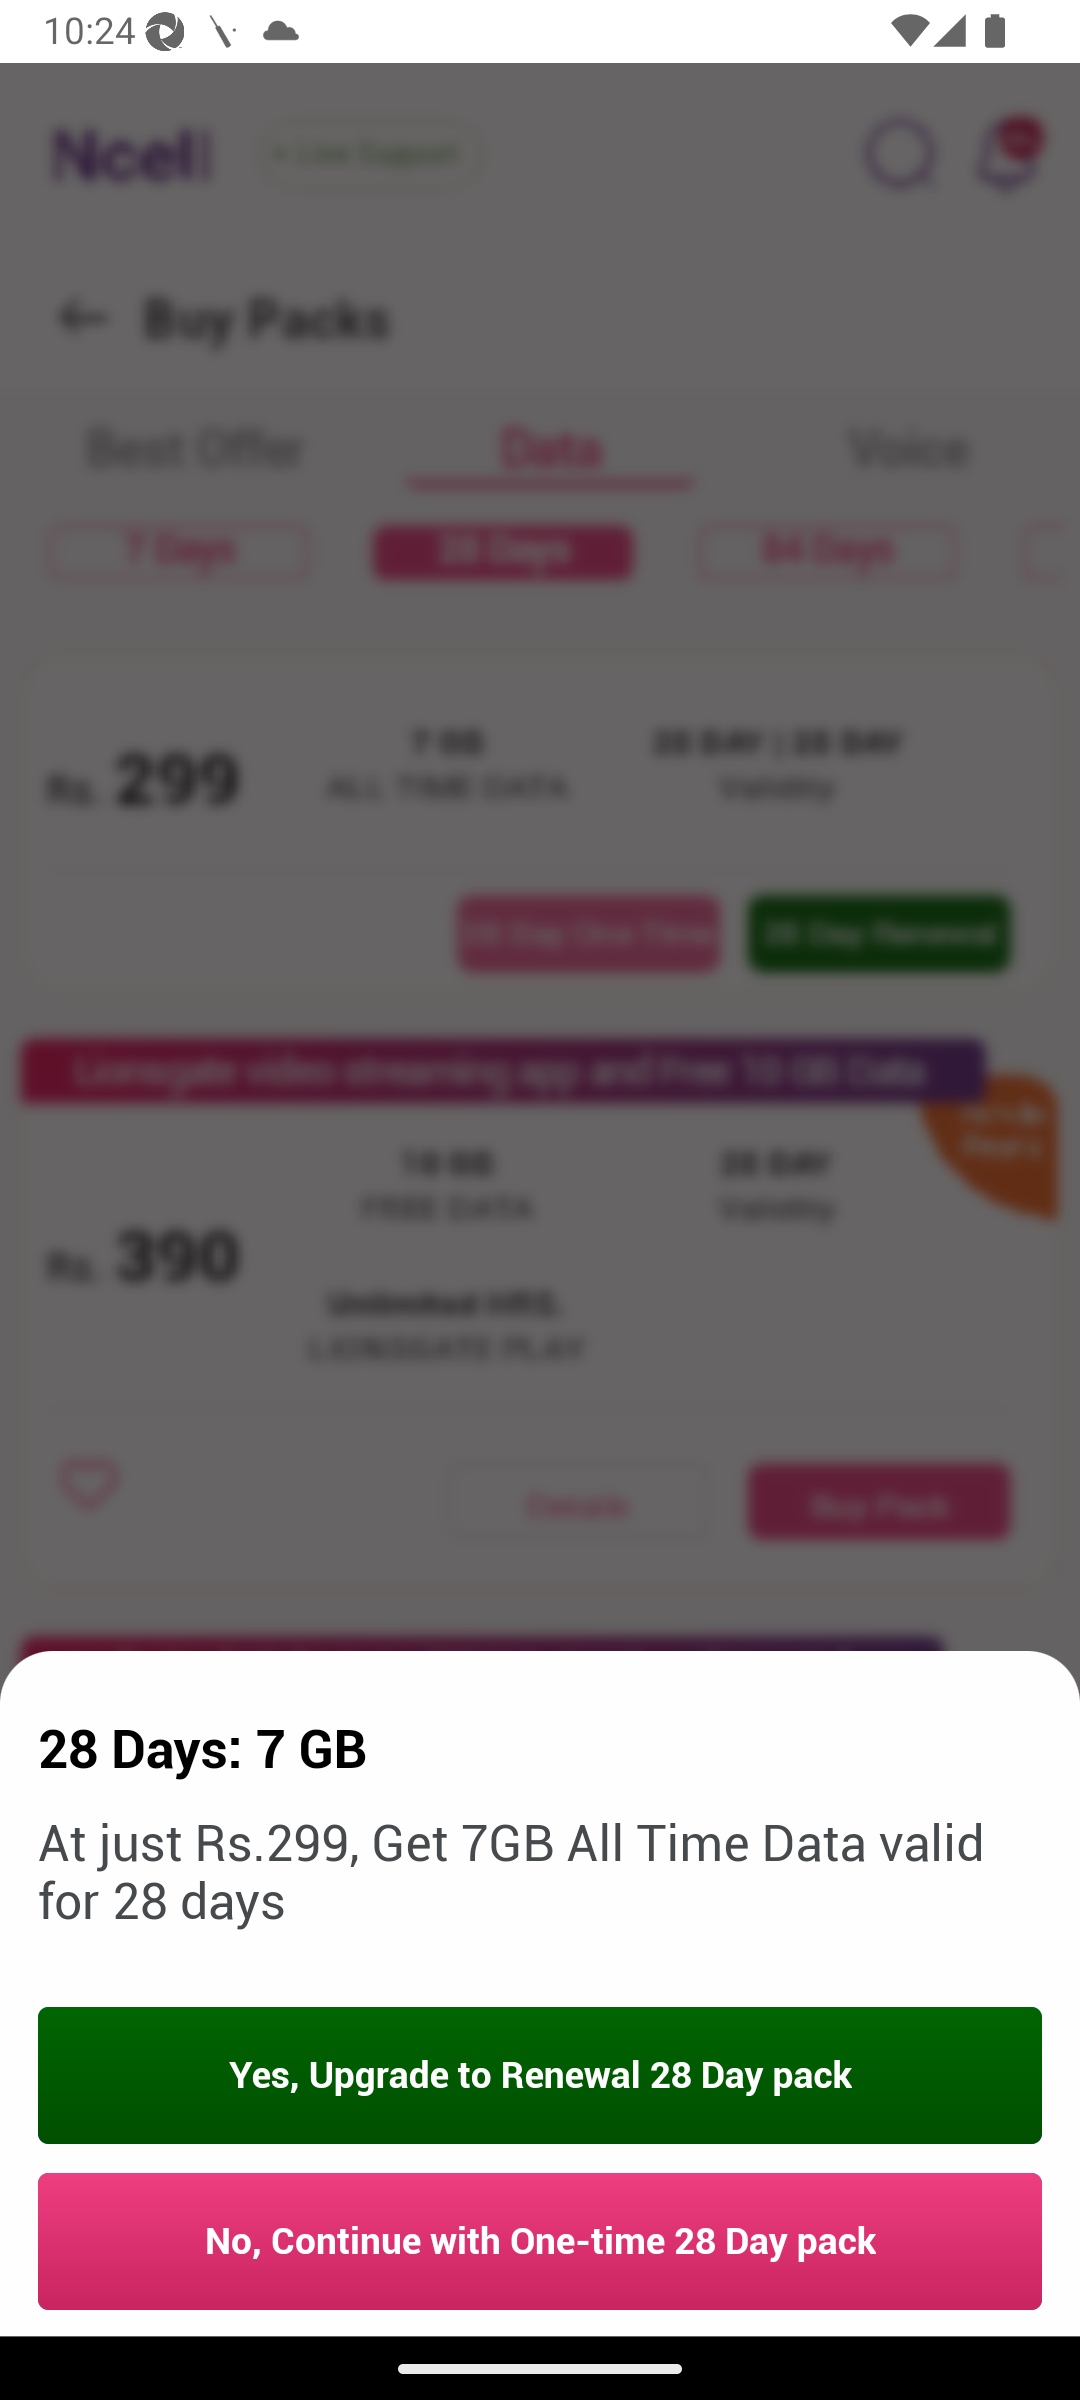 10:24
Ncell
Live Support
Buy Packs
Best Offer
Data
Voice
7 Days
28 Days
84 Days
Rs. 299
7 GB
ALL TIME DATA
28 DAY | 28 DAY
Validity
28 Day One Time
28 Day Renewal
Lionsgate video streaming app and Free 10 GB Data
FREE DATA
28 DAY
Validity
Rs. 390
Unlimited HRS.
LIONSGATE PLAY
Donate
Buy Pack
28 Days: 7 GB
At just Rs.299, Get 7GB All Time Data valid
for 28 days
Yes, Upgrade to Renewal 28 Day pack
No, Continue with One-time 28 Day pack